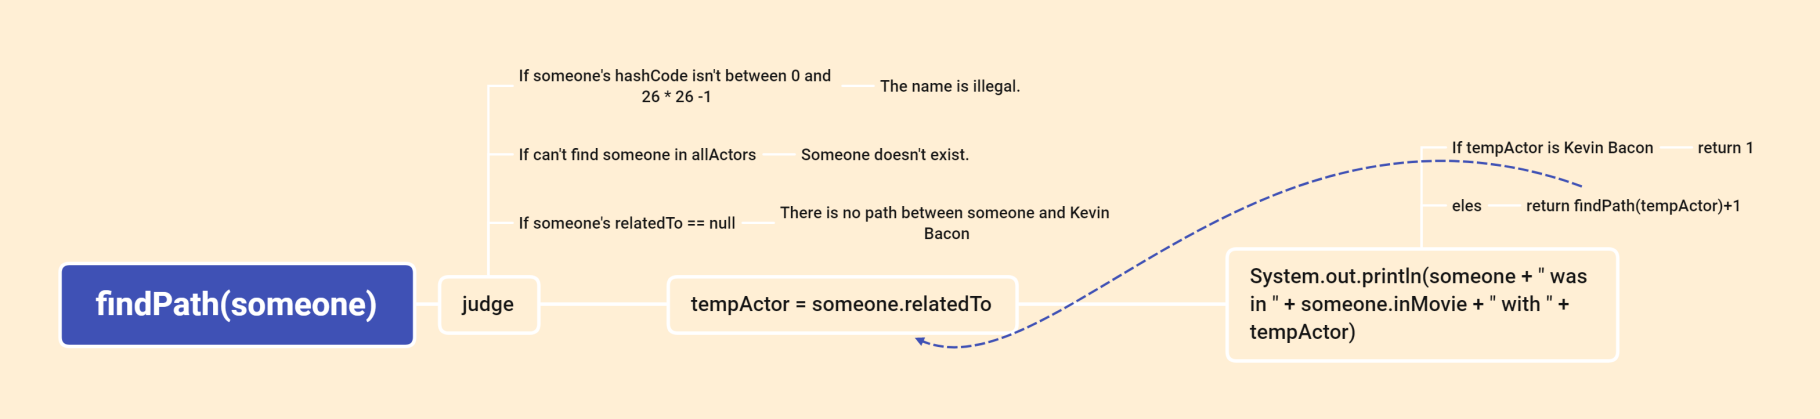 If someone's hashCode isn't between 0 and
26 * 26 -1
The name is illegal.
If can't find someone in allActors
Someone doesn't exist.
If someone's relatedTo == null
There is no path between someone and Kevin
Bacon
If tempActor is Kevin Bacon
return 1
eles
return findPath(tempActor)+1
findPath(someone)
judge
tempActor = someone.relatedTo
System.out.println(someone + " was
in " + someone.inMovie + " with " +
tempActor)